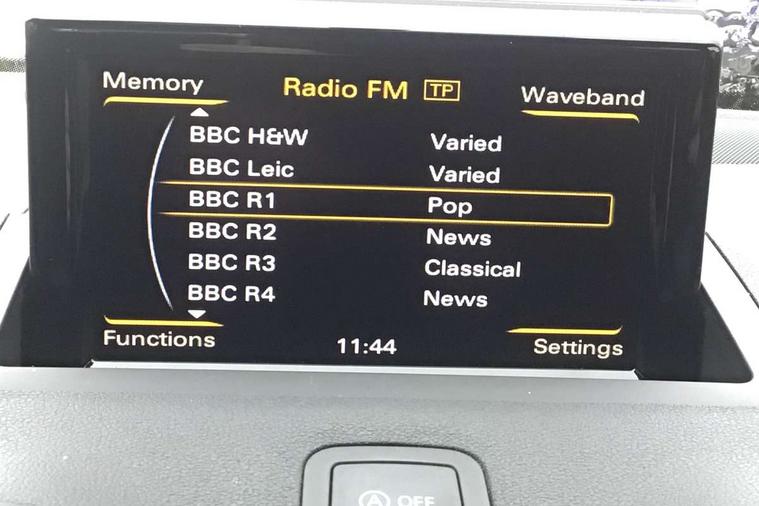 Memory Radio FM TP Waveband
BBC H&W Varied
BBC Leic Varied
BBC R1 Pop
BBC R2 News
BBC R3 Classical
BBC R4 News
Functions 11:44 Settings
A OFF